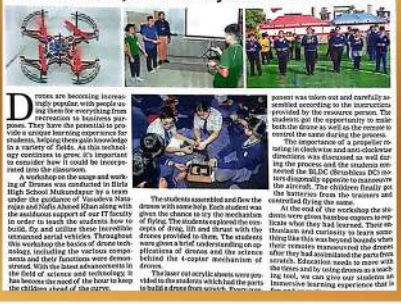 Drones are becoming increas-
ingly popular, with people us-
ing them for everything from
recreation to business pur-
poses. They have the potential to pro-
vide a unique learning experience for
students, helping them gain knowledge
in a variety of fields. As this technol-
ogy continues to grow, it's important
to consider how it could be incorpo-
rated into the classroom.
A workshop on the usage and work-
ing of Drones was conducted in Birla
High School Mukundapur by a team
under the guidance of Vasudeva Nata-
rajan and Nafis Ahmed Khan along with
the assiduous support of our IT faculty
in order to teach the students how to
build, fly, and utilize these incredible
unmanned aerial vehicles. Throughout
this workshop the basics of drone tech-
nology, including the various compo-
nents and their functions were demon-
strated. With the latest advancements in
the field of science and technology, it
has become the need of the hour to keep
the children ahead of the curve.
The students assembled and flew the
drones with some help. Each student was
given the chance to try the mechanism
of flying. The students explored the con-
cepts of drag, lift and thrust with the
drones provided to them. The students
were given a brief understanding on ap-
plications of drones and the science
behind the 4-copter mechanism of
drones.
The laser cut acrylic sheets were pro-
vided to the students which had the parts
to build a drone from scratch. Every com-
ponent was taken out and carefully as-
sembled according to the instructions
provided by the resource person. The
students got the opportunity to make
both the drone as well as the remote to
control the same during the process.
The importance of a propeller ro-
tating in clockwise and anti-clockwise
directions was discussed as well dur-
ing the process and the students con-
nected the BLDC (Brushless DC) mo-
tors diagonally opposite to manoeuvre
the aircraft. The children finally got
the batteries from the trainers and
controlled flying the same.
At the end of the workshop the stu-
dents were given bamboo copters to rep-
licate what they had learned. Their en-
thusiasm and curiosity to learn some-
thing like this was beyond bounds when
their remotes manoeuvred the drones
after they had assimilated the parts from
scratch. Education needs to move with
the times and by using drones as a teach-
ing tool, we can give our students an
immersive learning experience that is